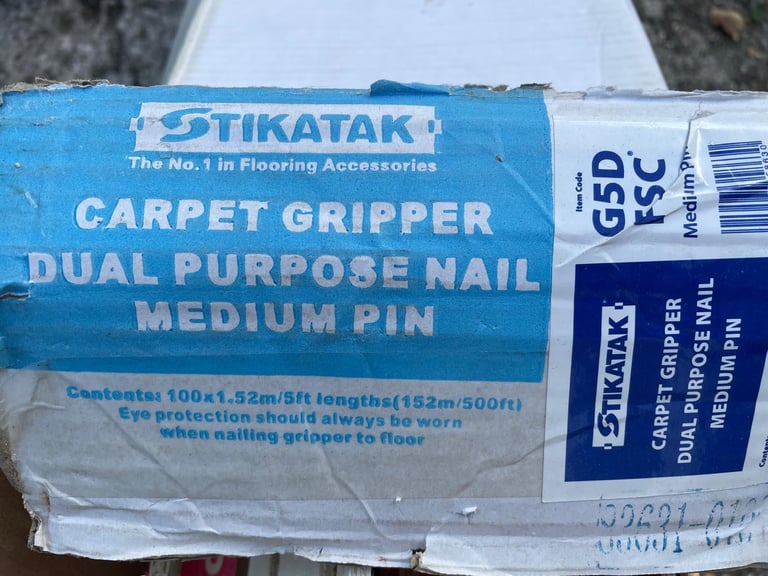 STIKATAK
The No.1 in Flooring Accessories
CARPET GRIPPER
DUAL PURPOSE NAIL
MEDIUM PIN
Contents: 100x1.52m/5ft lengths(152m/500ft)
Eye protection should always be worn
when nailing gripper to floor
Item Code
G5D
FSC
Medium
STIKATAK
CARPET GRIPPER
DUAL PURPOSE NAIL
MEDIUM PIN